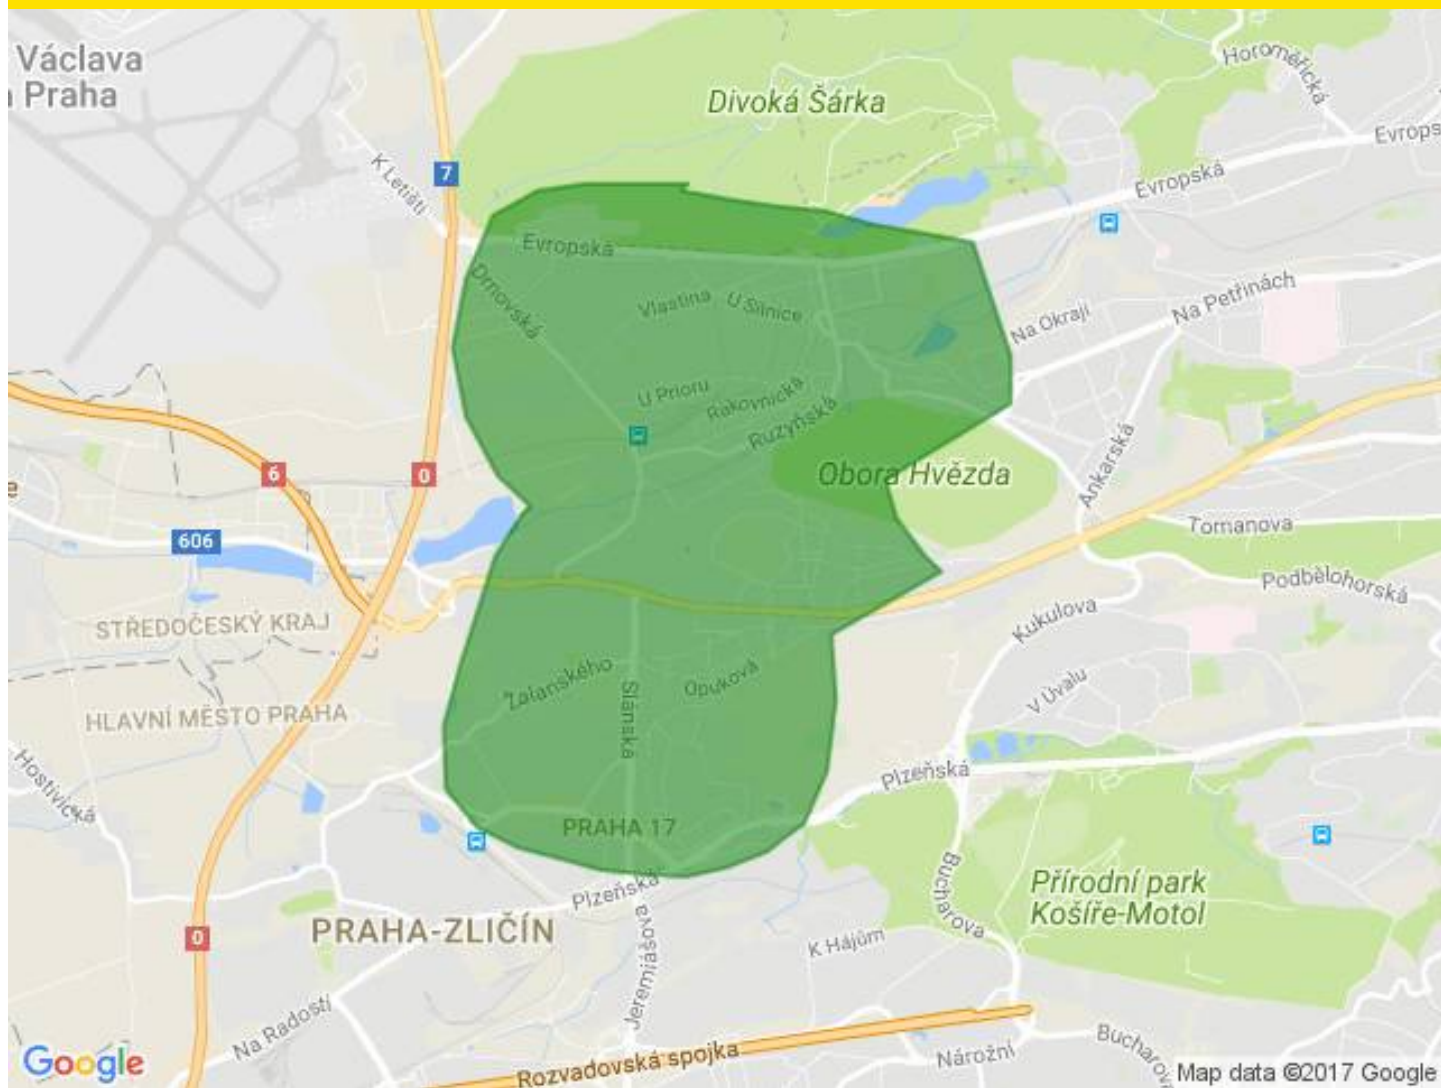 Václava
Praha
Divoká Šárka
Horoměřická
Evrops
K Letišti
7
Evropská
Evropská
Drnovská
Vlastina
U Silnice
Na Petřinách
Na Okraji
U Prioru
Rakovnická
Ruzyňská
Ankarská
Obora Hvězda
6
0
e
606
Tomanova
Podbělohorská
Kukulova
STŘEDOČESKÝ KRAJ
Žalanského
Slánská
Opuková
V Úvalu
HLAVNÍ MĚSTO PRAHA
Hostivická
Plzeňská
PRAHA 17
Plzeňská
Bucharova
Přírodní park
Košíře-Motol
PRAHA-ZLIČÍN
0
Jeremiášova
K Hájům
Na Radosti
Rozvadovská spojka
Nárožní
Bucharova
Google
Map data ©2017 Google